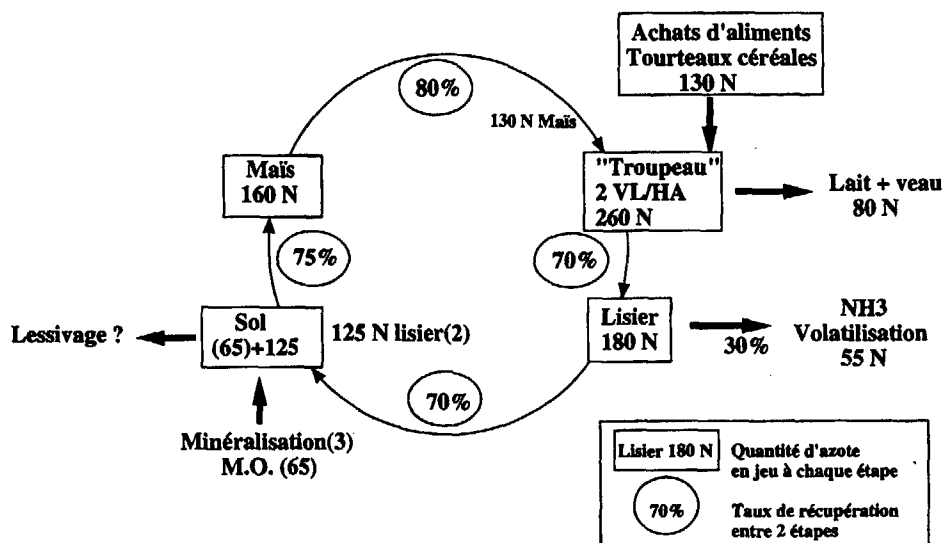 Achats d'aliments
Tourteaux céréales
130 N
80%
130 N Maïs
Maïs
160 N
"Troupeau"
2 VL/HA
260 N
Lait + veau
80 N
75%
70%
Lessivage ?
Sol
(65)+125
125 N lisier(2)
Lisier
180 N
30%
NH3
Volatilisation
55 N
70%
Minéralisation(3)
M.O. (65)
Lisier 180 N
Quantité d'azote
en jeu à chaque étape
70%
Taux de récupération
entre 2 étapes